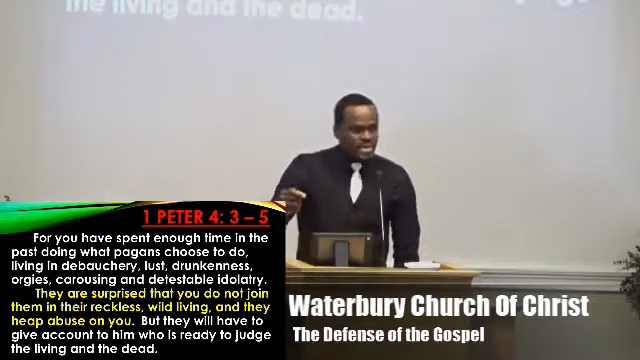 the living and the dead.
1 PETER 4: 3 – 5
For you have spent enough time in the
past doing what pagans choose to do,
living in debauchery, lust, drunkenness,
orgies, carousing and detestable idolatry.
They are surprised that you do not join
them in their reckless, wild living, and they
heap abuse on you. But they will have to
give account to him who is ready to judge
the living and the dead.
Waterbury Church Of Christ
The Defense of the Gospel